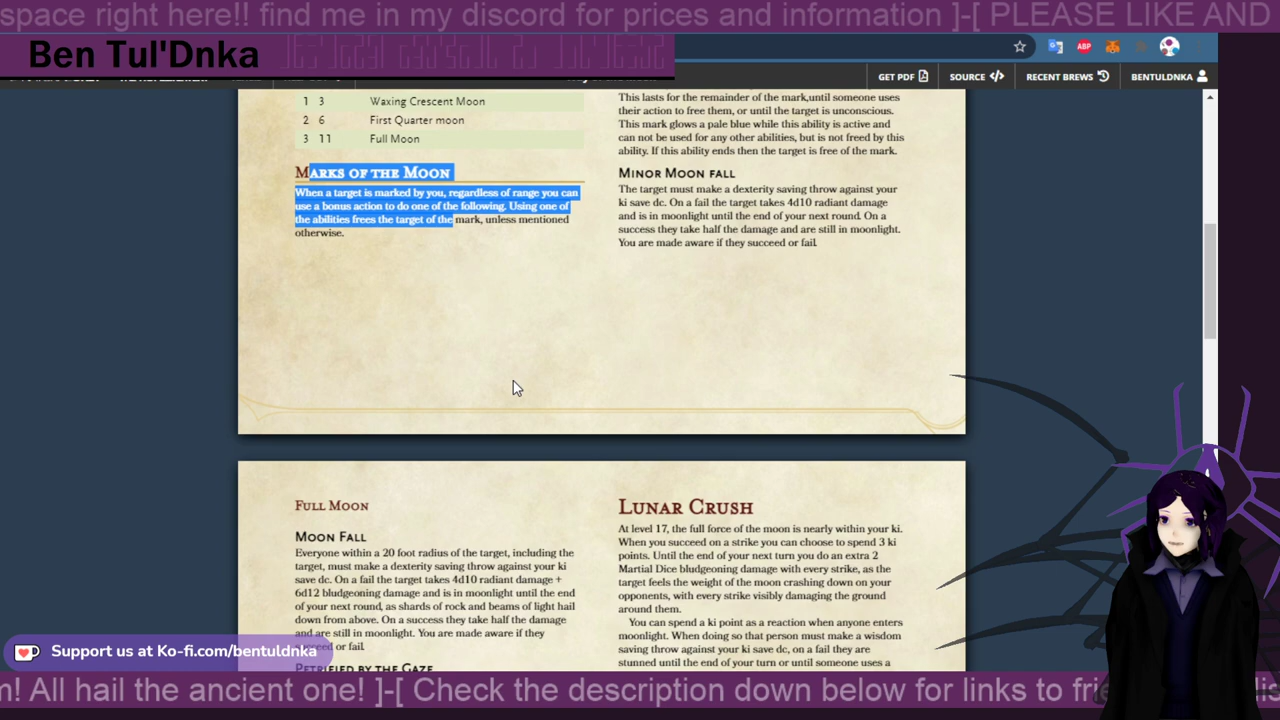 space right here!! find me in my discord for prices and information ]-[ PLEASE LIKE AND
Ben Tul'Dnka
ABP
GET PDF
SOURCE
RECENT BREWS
BENTULDNKA
1 3 Waxing Crescent Moon
2 6 First Quarter moon
3 11 Full Moon
MARKS OF THE MOON
When a target is marked by you, regardless of range you can
use a bonus action to do one of the following. Using one of
the abilities frees the target of the mark, unless mentioned
otherwise.
This lasts for the remainder of the mark,until someone uses
their action to free them, or until the target is unconscious.
This mark glows a pale blue while this ability is active and
can not be used for any other abilities, but is not freed by this
ability. If this ability ends then the target is free of the mark.
MINOR MOON FALL
The target must make a dexterity saving throw against your
ki save dc. On a fail the target takes 4d10 radiant damage
and is in moonlight until the end of your next round. On a
success they take half the damage and are still in moonlight.
You are made aware if they succeed or fail.
FULL MOON
MOON FALL
Everyone within a 20 foot radius of the target, including the
target, must make a dexterity saving throw against your ki
save dc. On a fail the target takes 4d10 radiant damage +
6d12 bludgeoning damage and is in moonlight until the end
of your next round, as shards of rock and beams of light hail
down from above. On a success they take half the damage
and are still in moonlight. You are made aware if they
or fail.
PETRIFIED BY THE GAZE
LUNAR CRUSH
At level 17, the full force of the moon is nearly within your ki.
When you succeed on a strike you can choose to spend 3 ki
points. Until the end of your next turn you do an extra 2
Martial Dice bludgeoning damage with every strike, as the
target feels the weight of the moon crashing down on your
opponents, with every strike visibly damaging the ground
around them.
You can spend a ki point as a reaction when anyone enters
moonlight. When doing so that person must make a wisdom
saving throw against your ki save dc, on a fail they are
stunned until the end of your turn or until someone uses a
Support us at Ko-fi.com/bentuldnka
! All hail the ancient one! ]-[ Check the description down below for links to